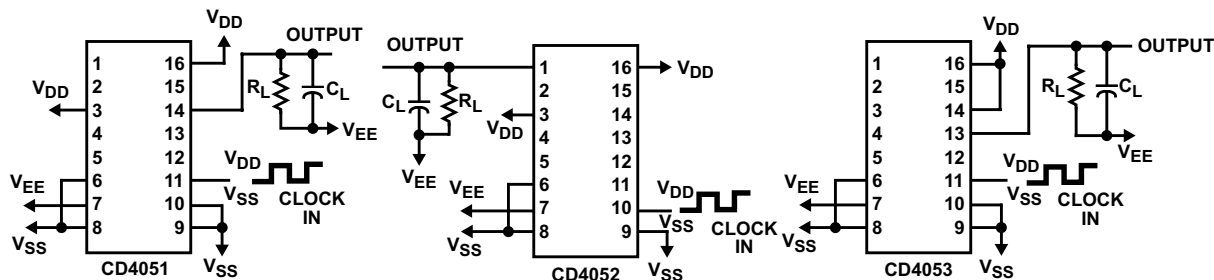 VDD
OUTPUT
1 16
2 15
VDD
3 14
4 13
5 12
6 11
VEE
7 10
8 9
VSS
RL
CL
VEE
VDD
VSS
CLOCK
IN
VSS
CD4051
OUTPUT
1 16
VDD
2 15
CL
RL
3 14
VDD
4 13
VEE
5 12
6 11
VEE
7 10
8 9
VSS
VDD
VSS
CLOCK
IN
VSS
CD4052
VDD
OUTPUT
1 16
2 15
3 14
4 13
5 12
6 11
VEE
7 10
8 9
VSS
RL
CL
VEE
VDD
VSS
CLOCK
IN
VSS
CD4053